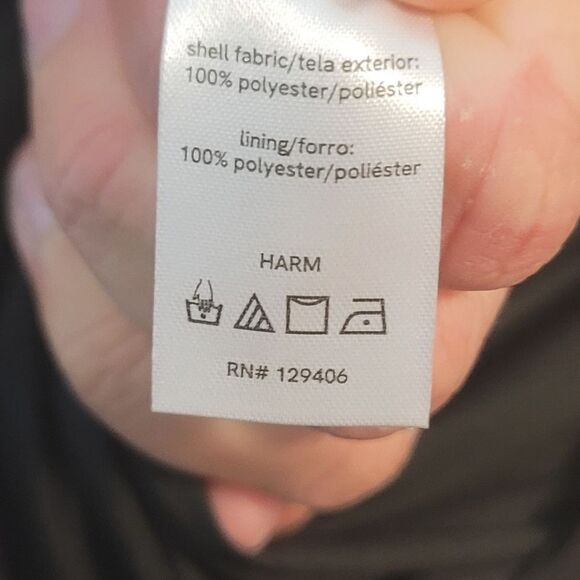 shell fabric/tela exterior:
100% polyester/poliéster
lining/forro:
100% polyester/poliéster
HARM
RN# 129406